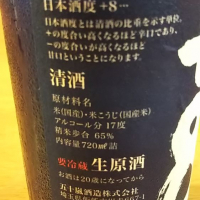 日本酒度 +8…
日本酒度とは清酒の比重を示す単位。
+の度合いが高くなるほど辛口であり、
−の度合いが高くなるほど
甘口ということになります。
清酒
原材料名
米(国産)・米こうじ(国産米)
アルコール分 17度
精米歩合 65%
内容量720ml詰
要冷蔵 生原酒
お酒は20歳になってから
五十嵐酒造株式会社
埼玉県飯能市